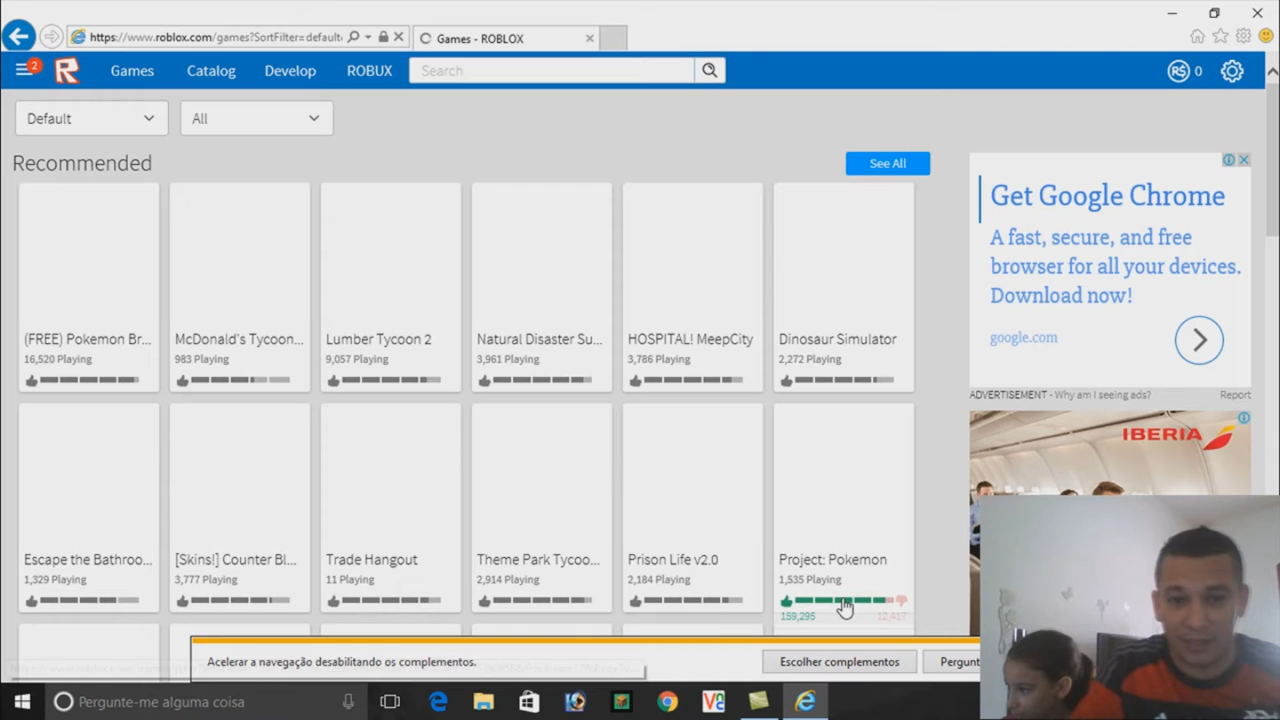 https://www.roblox.com/games?SortFilter=default
Games - ROBLOX
2
Games
Catalog
Develop
ROBUX
Search
R$ 0
Default
All
Recommended
See All
(FREE) Pokemon Br...
16,520 Playing
McDonald's Tycoon...
983 Playing
Lumber Tycoon 2
9,057 Playing
Natural Disaster Su...
3,961 Playing
HOSPITAL! MeepCity
3,786 Playing
Dinosaur Simulator
2,272 Playing
Get Google Chrome
A fast, secure, and free
browser for all your devices.
Download now!
google.com
ADVERTISEMENT - Why am I seeing ads?
Report
IBERIA
Escape the Bathroo...
1,329 Playing
[Skins!] Counter Bl...
3,777 Playing
Trade Hangout
11 Playing
Theme Park Tycoo...
2,914 Playing
Prison Life v2.0
2,184 Playing
Project: Pokemon
1,535 Playing
159,295
12,417
Acelerar a navegação desabilitando os complementos.
Escolher complementos
Pergunt
Pergunte-me alguma coisa